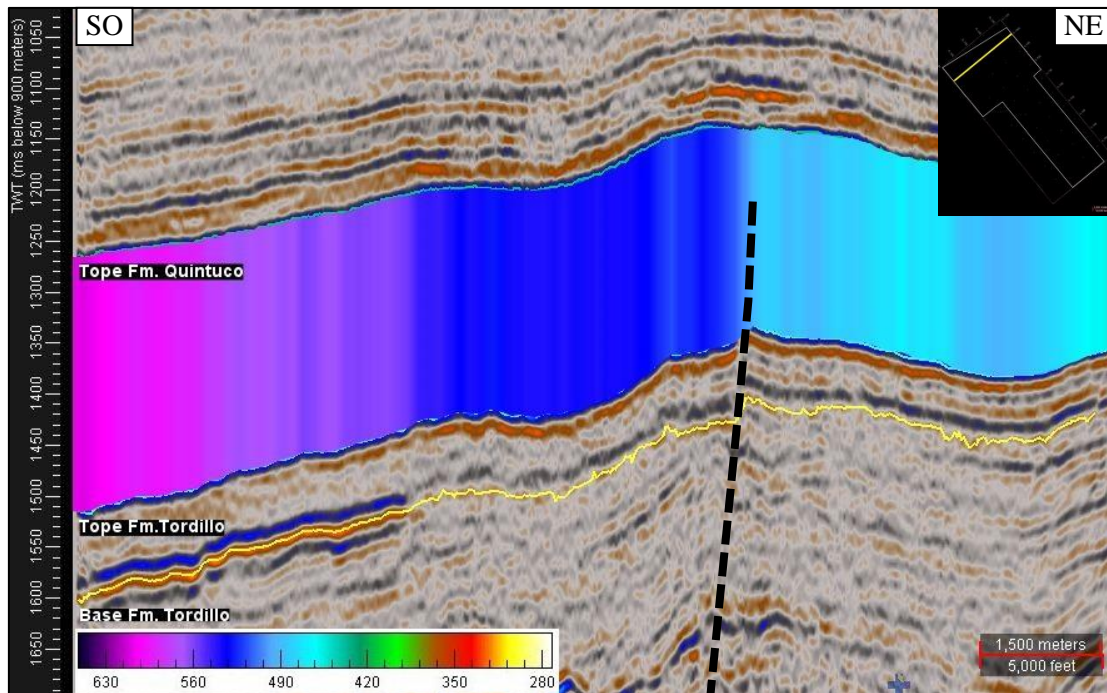 SO
NE
TWT (ms below 900 meters)
1050
1100
1150
1200
1250
1300
1350
1400
1450
1500
1550
1600
1650
Tope Fm. Quintuco
Tope Fm.Tordillo
Base Fm. Tordillo
630 560 490 420 350 280
1,500 meters
5,000 feet